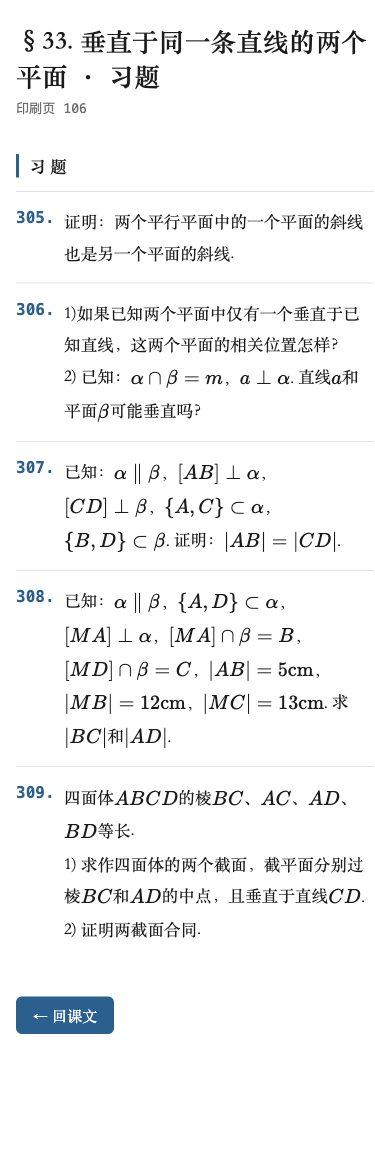 §33. 垂直于同一条直线的两个
平面 · 习题
印刷页 106
习题
305. 证明：两个平行平面中的一个平面的斜线
也是另一个平面的斜线.
306. 1)如果已知两个平面中仅有一个垂直于已
知直线，这两个平面的相关位置怎样?
2) 已知：α ∩ β = m，a ⊥ α. 直线a和
平面β可能垂直吗?
307. 已知：α ∥ β，[AB] ⊥ α，
[CD] ⊥ β，{A, C} ⊂ α，
{B, D} ⊂ β. 证明：|AB| = |CD|.
308. 已知：α ∥ β，{A, D} ⊂ α，
[MA] ⊥ α，[MA] ∩ β = B，
[MD] ∩ β = C，|AB| = 5cm，
|MB| = 12cm，|MC| = 13cm. 求
|BC|和|AD|.
309. 四面体ABCD的棱BC、AC、AD、
BD等长.
1) 求作四面体的两个截面，截平面分别过
棱BC和AD的中点，且垂直于直线CD.
2) 证明两截面合同.
← 回课文